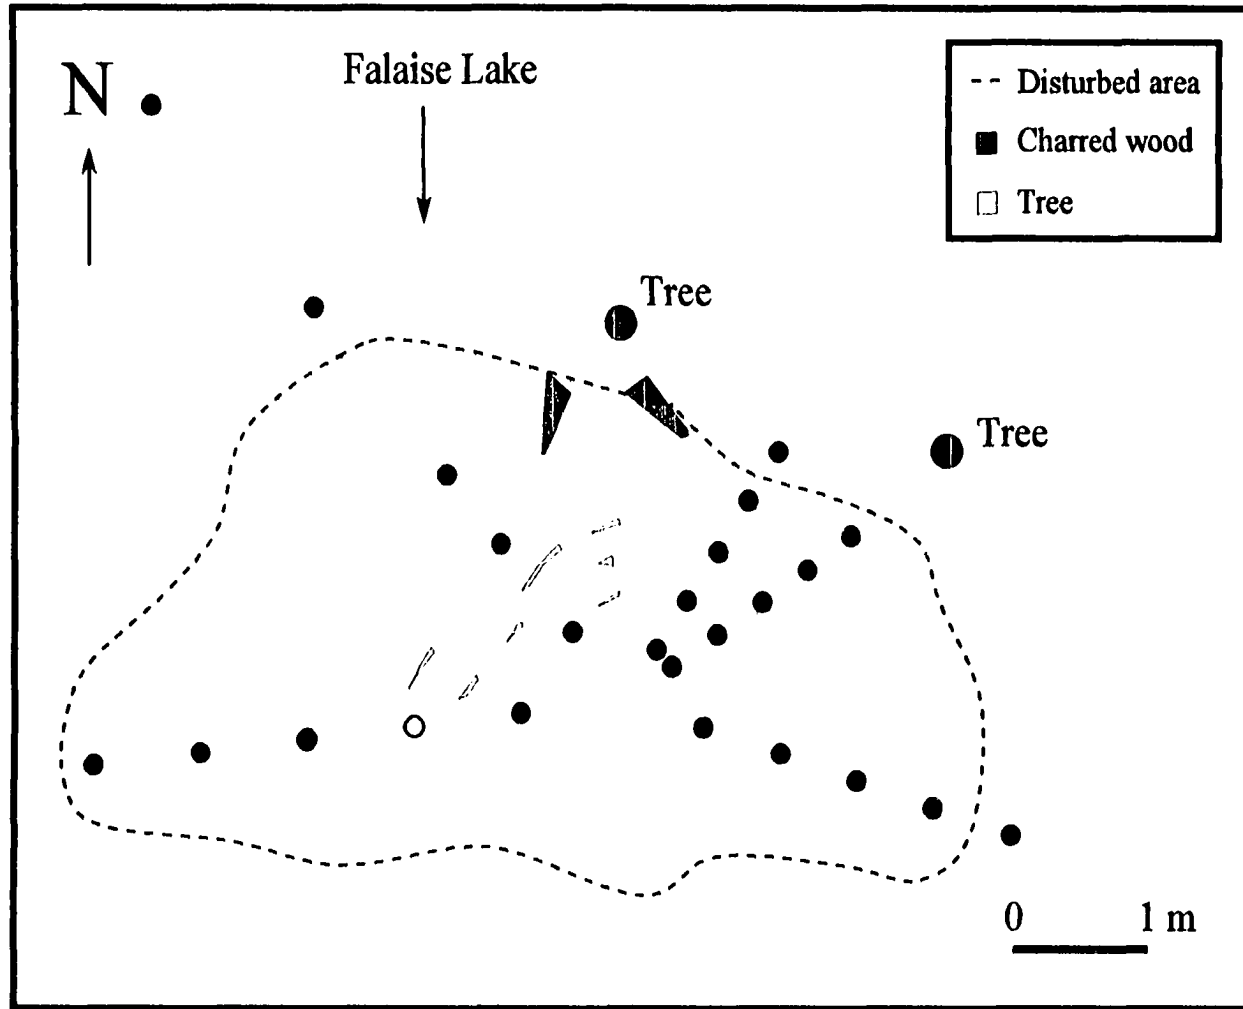 N
Falaise Lake
Disturbed area
Charred wood
Tree
Tree
Tree
0 1 m